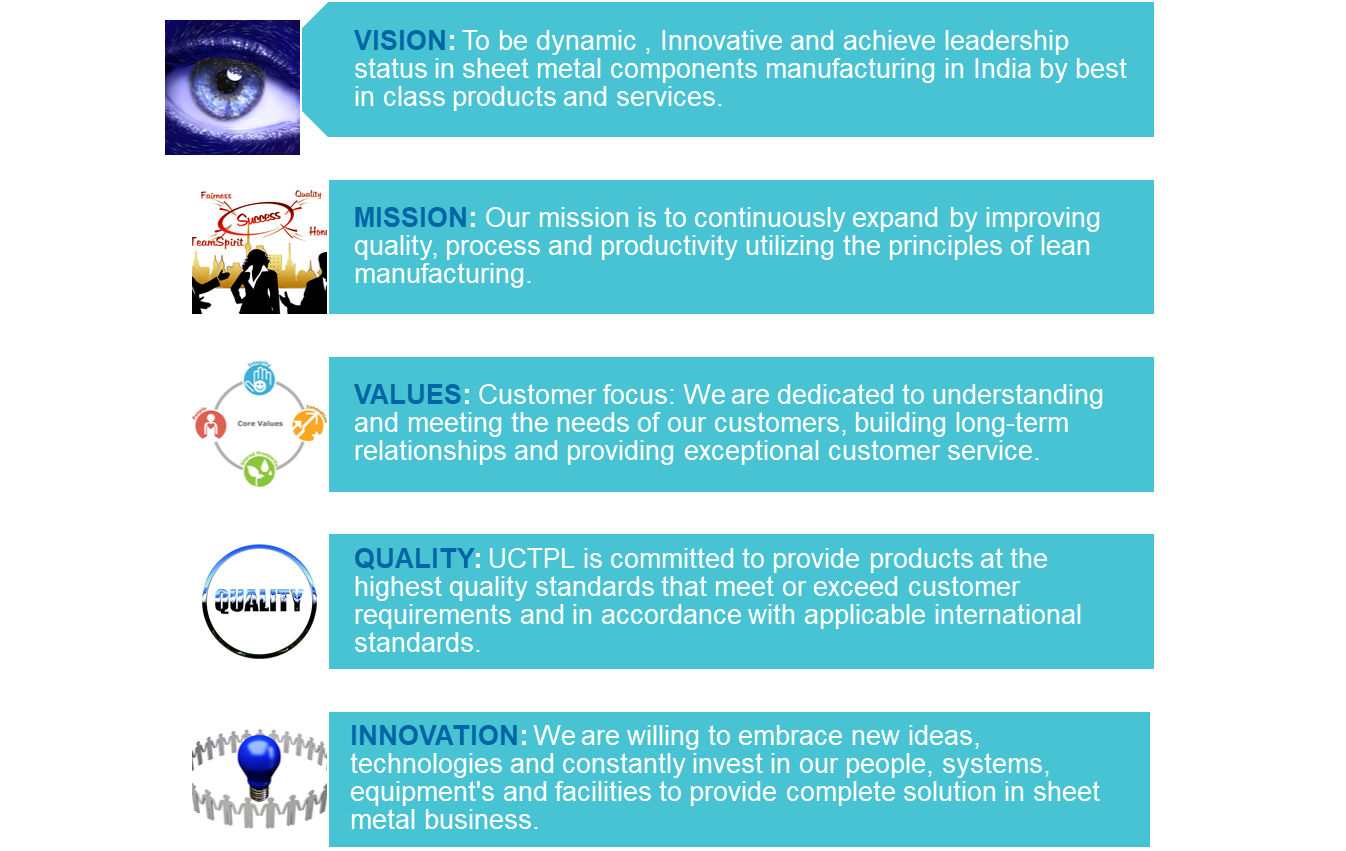 VISION: To be dynamic , Innovative and achieve leadership
status in sheet metal components manufacturing in India by best
in class products and services.
Fairness
Quality
Success
TeamSpirit
MISSION: Our mission is to continuously expand by improving
quality, process and productivity utilizing the principles of lean
manufacturing.
Core Values
VALUES: Customer focus: We are dedicated to understanding
and meeting the needs of our customers, building long-term
relationships and providing exceptional customer service.
QUALITY
QUALITY: UCTPL is committed to provide products at the
highest quality standards that meet or exceed customer
requirements and in accordance with applicable international
standards.
INNOVATION: We are willing to embrace new ideas,
technologies and constantly invest in our people, systems,
equipment's and facilities to provide complete solution in sheet
metal business.